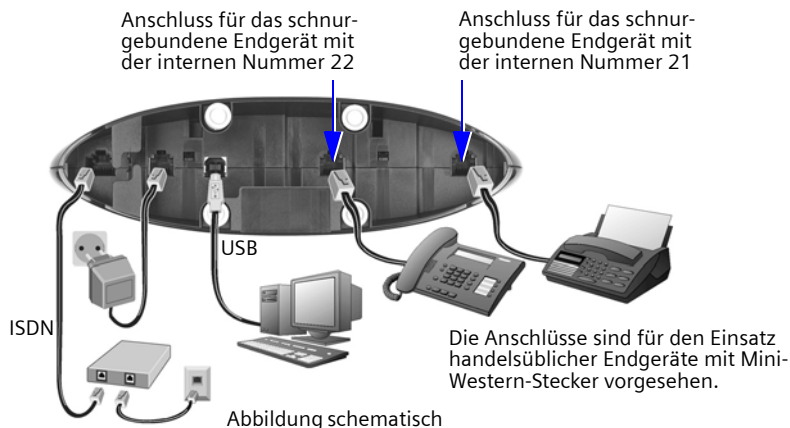 Anschluss für das schnur-
gebundene Endgerät mit
der internen Nummer 22
Anschluss für das schnur-
gebundene Endgerät mit
der internen Nummer 21
USB
ISDN
Die Anschlüsse sind für den Einsatz
handelsüblicher Endgeräte mit Mini-
Western-Stecker vorgesehen.
Abbildung schematisch